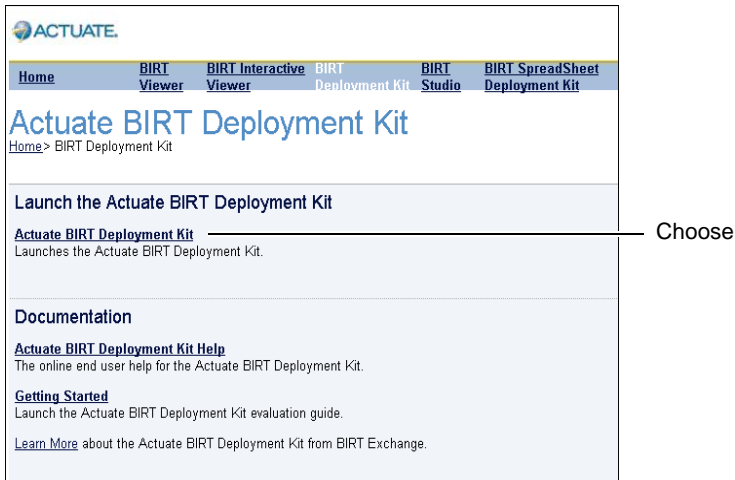 ACTUATE.
Home
BIRT Viewer
BIRT Interactive Viewer
BIRT Deployment Kit
BIRT Studio
BIRT SpreadSheet Deployment Kit
Actuate BIRT Deployment Kit
Home> BIRT Deployment Kit
Launch the Actuate BIRT Deployment Kit
Actuate BIRT Deployment Kit
Choose
Launches the Actuate BIRT Deployment Kit.
Documentation
Actuate BIRT Deployment Kit Help
The online end user help for the Actuate BIRT Deployment Kit.
Getting Started
Launch the Actuate BIRT Deployment Kit evaluation guide.
Learn More about the Actuate BIRT Deployment Kit from BIRT Exchange.